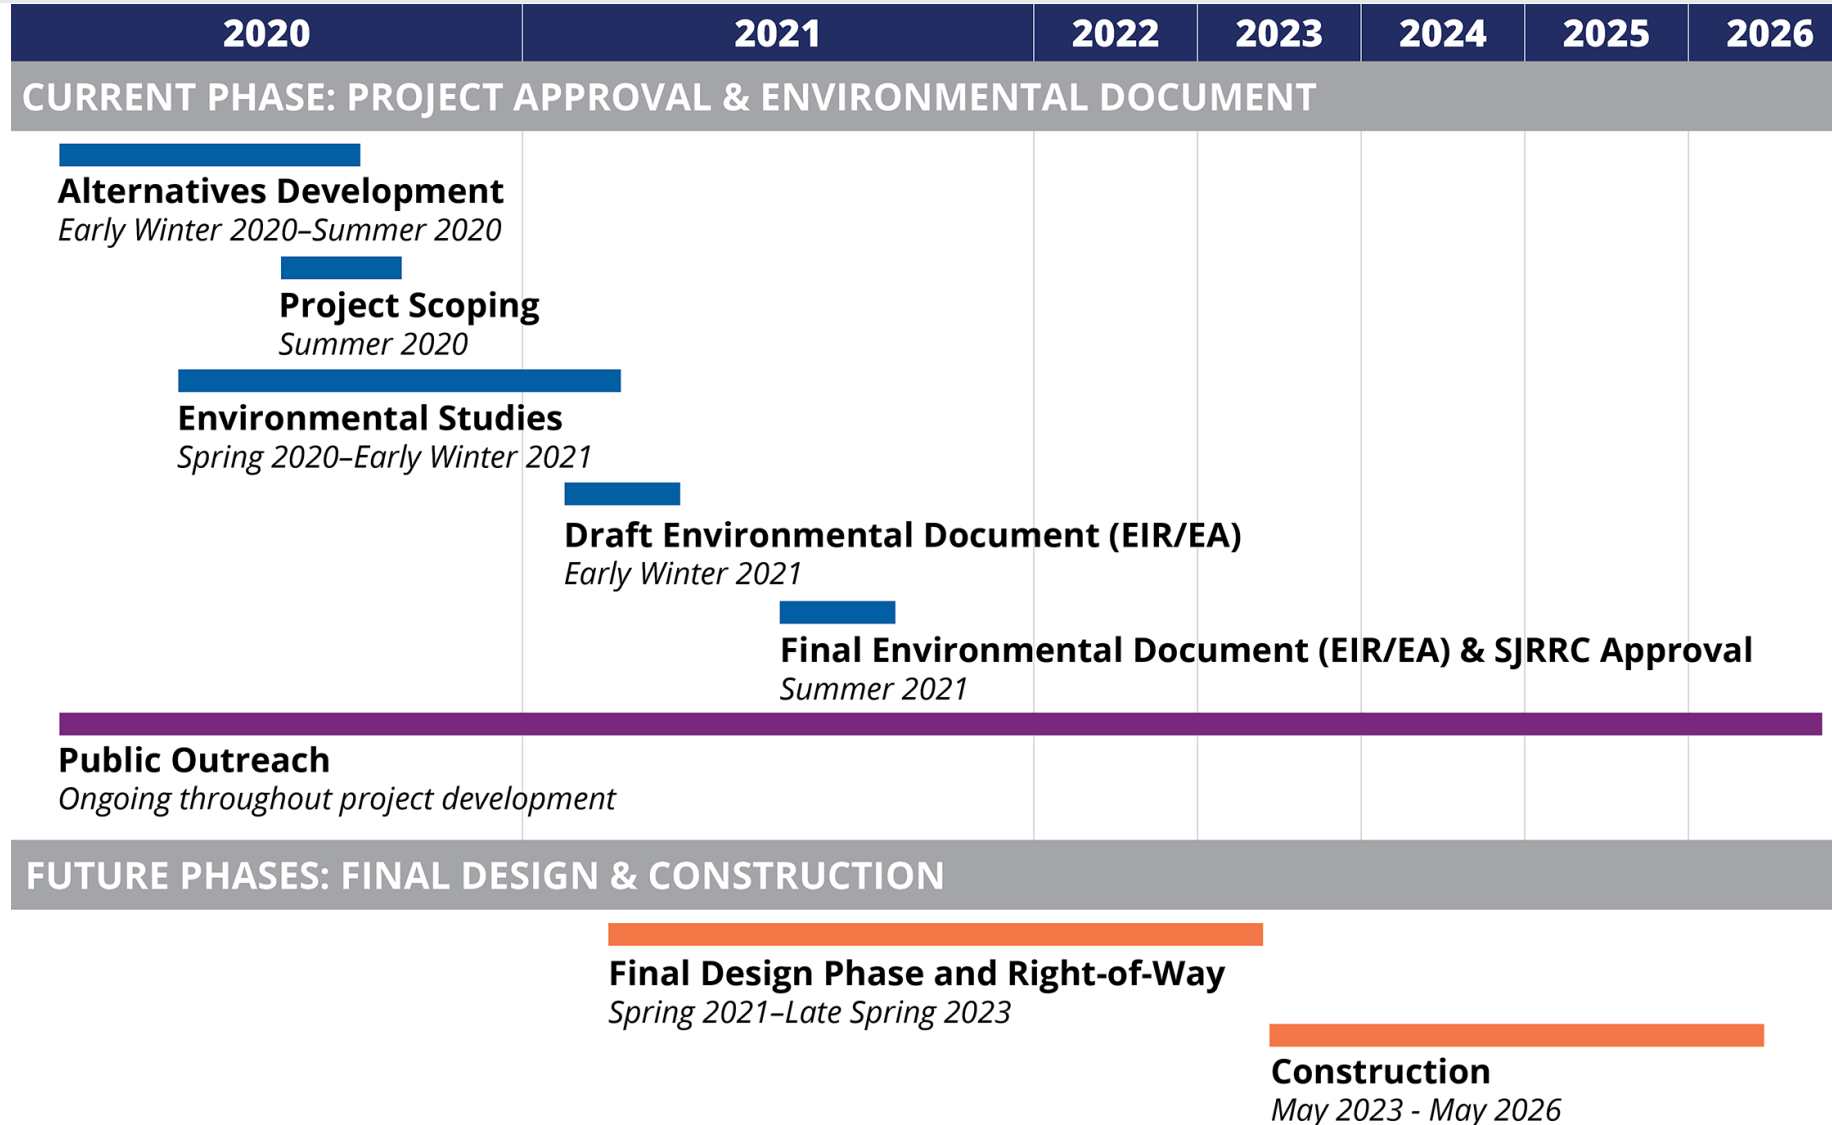 2020 2021 2022 2023 2024 2025 2026
CURRENT PHASE: PROJECT APPROVAL & ENVIRONMENTAL DOCUMENT
Alternatives Development
Early Winter 2020–Summer 2020
Project Scoping
Summer 2020
Environmental Studies
Spring 2020–Early Winter 2021
Draft Environmental Document (EIR/EA)
Early Winter 2021
Final Environmental Document (EIR/EA) & SJRRC Approval
Summer 2021
Public Outreach
Ongoing throughout project development
FUTURE PHASES: FINAL DESIGN & CONSTRUCTION
Final Design Phase and Right-of-Way
Spring 2021–Late Spring 2023
Construction
May 2023 - May 2026